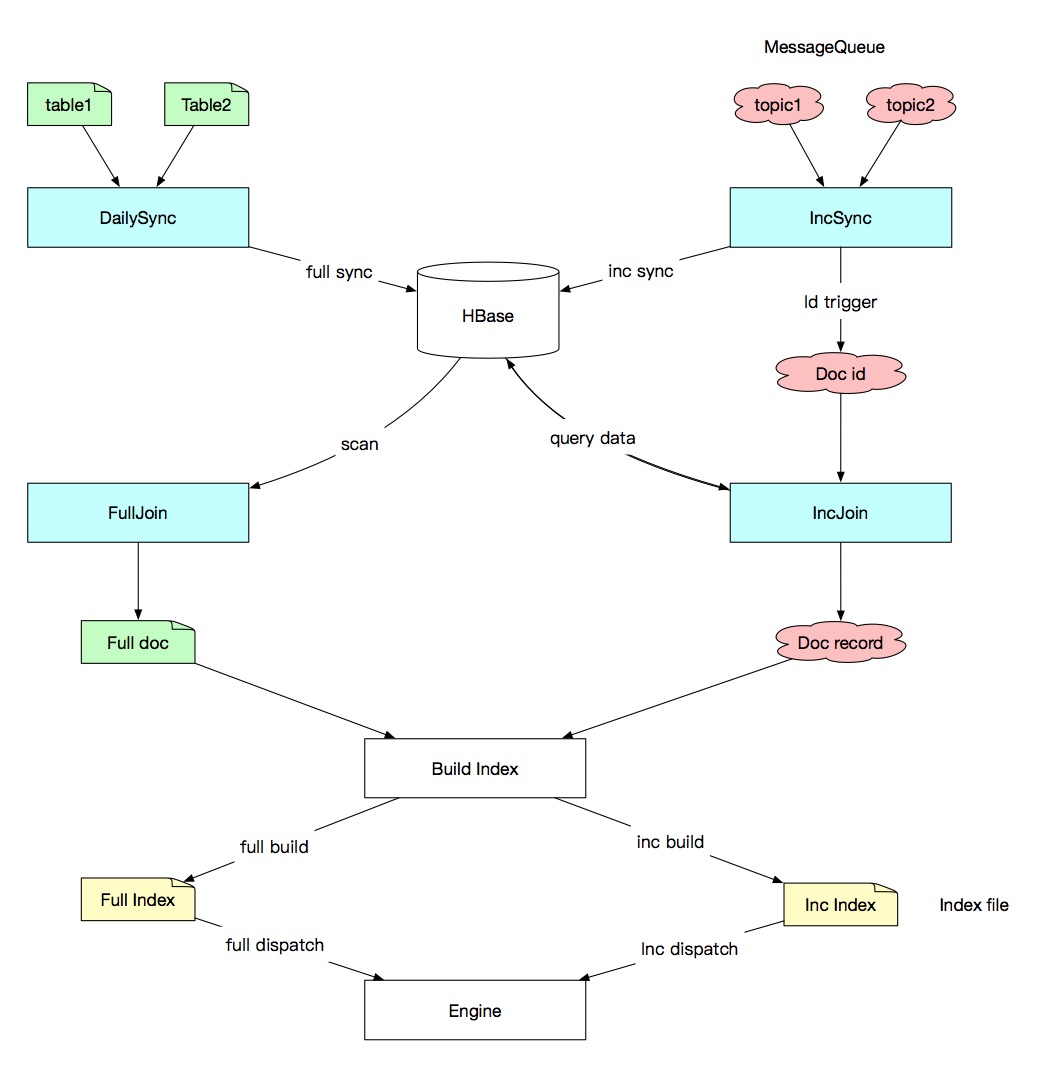 MessageQueue
table1
Table2
topic1
topic2
DailySync
IncSync
full sync
inc sync
HBase
Id trigger
Doc id
scan
query data
FullJoin
IncJoin
Full doc
Doc record
Build Index
full build
inc build
Full Index
Inc Index
Index file
full dispatch
Inc dispatch
Engine